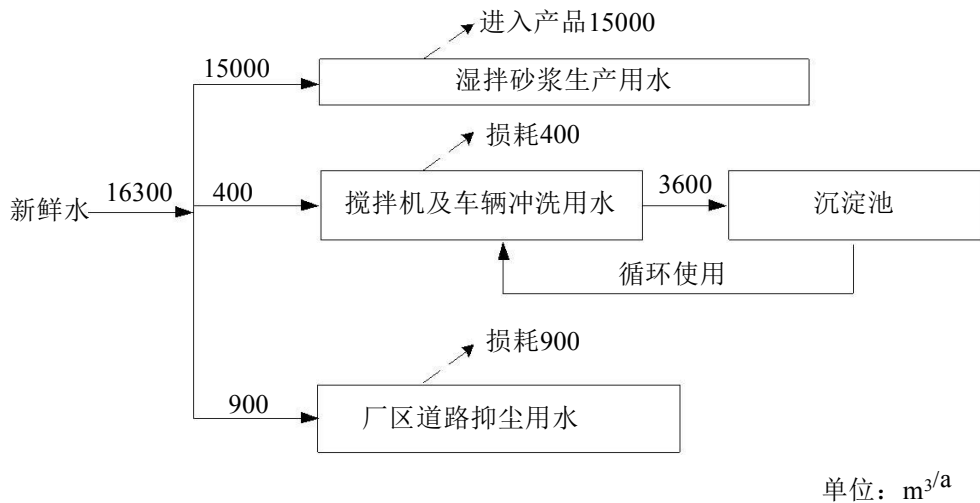 进入产品15000
15000
湿拌砂浆生产用水
损耗400
新鲜水
16300
400
搅拌机及车辆冲洗用水
3600
沉淀池
循环使用
损耗900
900
厂区道路抑尘用水
单位：m³/a